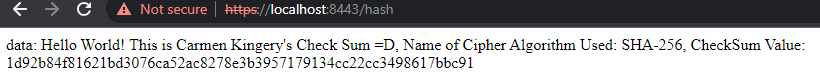 Not secure | https://localhost:8443/hash
data: Hello World! This is Carmen Kingery's Check Sum =D, Name of Cipher Algorithm Used: SHA-256, CheckSum Value:
1d92b84f81621bd3076ca52ac8278e3b3957179134cc22cc3498617bbc91